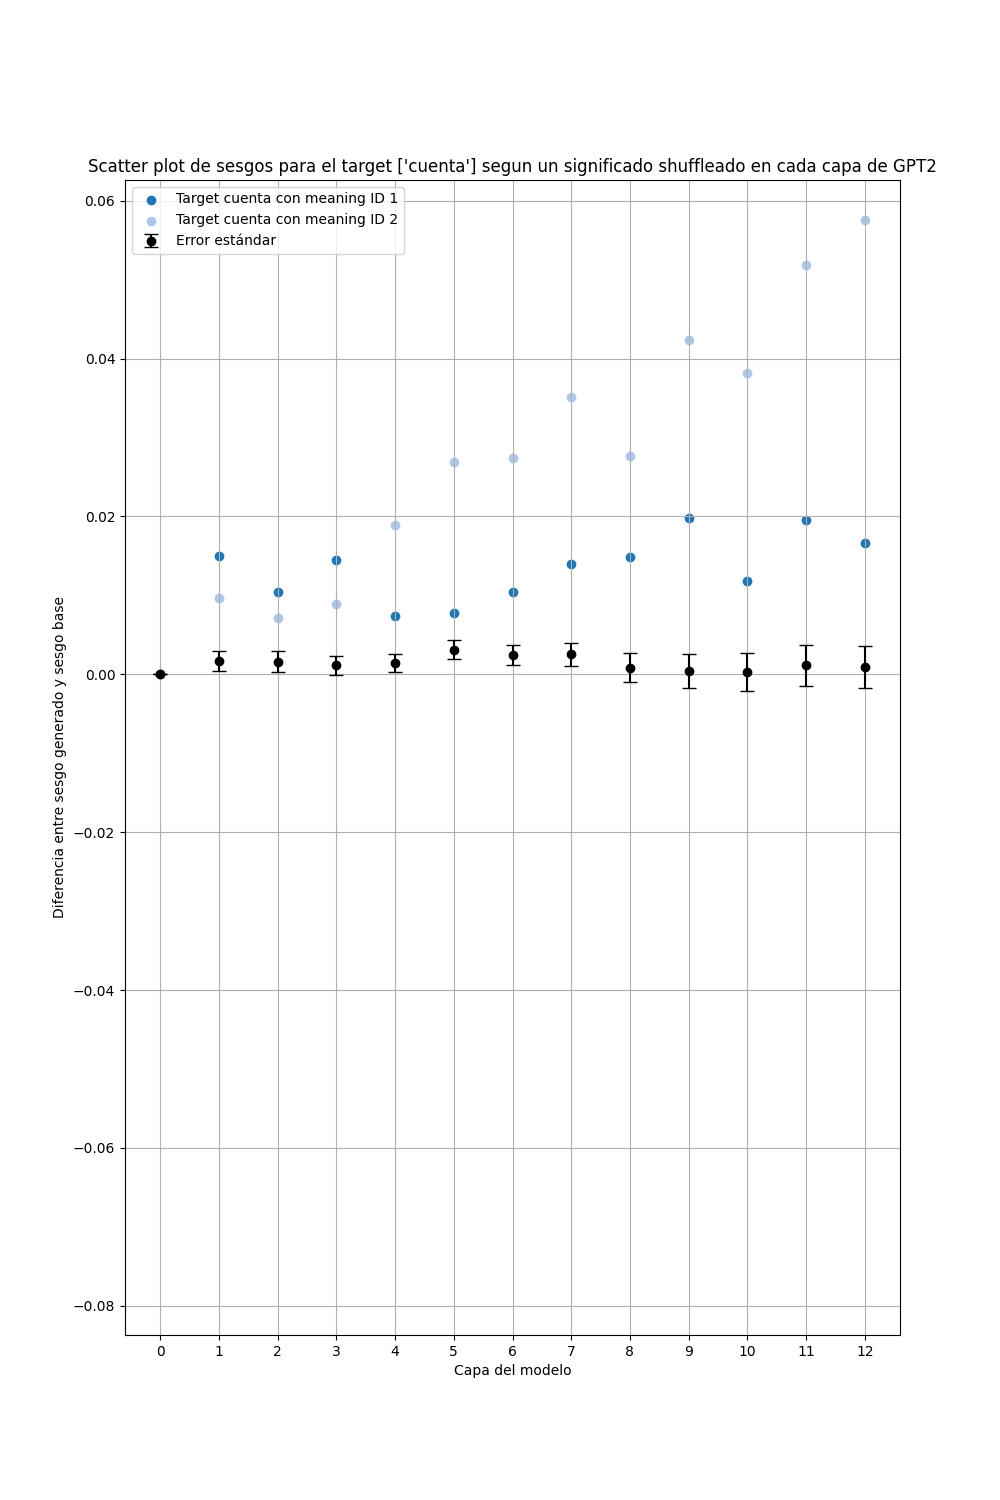 Scatter plot de sesgos para el target ['cuenta'] segun un significado shuffleado en cada capa de GPT2
Target cuenta con meaning ID 1
Target cuenta con meaning ID 2
Error estándar
0.06
0.04
0.02
0.00
−0.02
−0.04
−0.06
−0.08
Diferencia entre sesgo generado y sesgo base
0 1 2 3 4 5 6 7 8 9 10 11 12
Capa del modelo